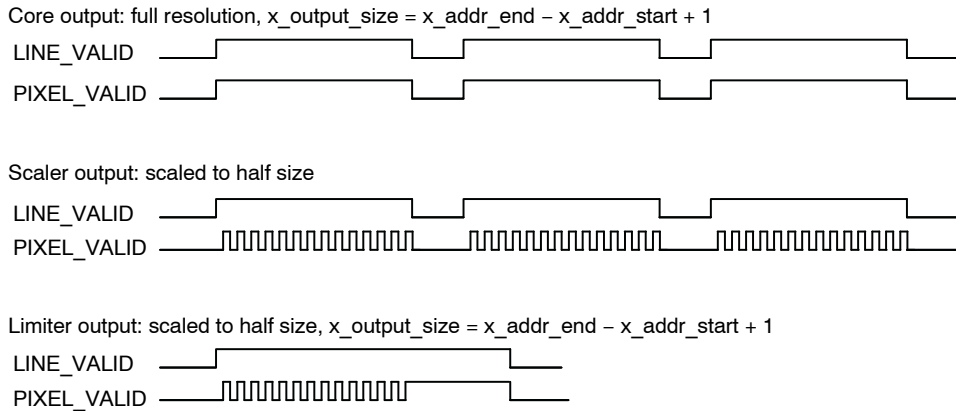 Core output: full resolution, x_output_size = x_addr_end − x_addr_start + 1
LINE_VALID
PIXEL_VALID
Scaler output: scaled to half size
LINE_VALID
PIXEL_VALID
Limiter output: scaled to half size, x_output_size = x_addr_end − x_addr_start + 1
LINE_VALID
PIXEL_VALID